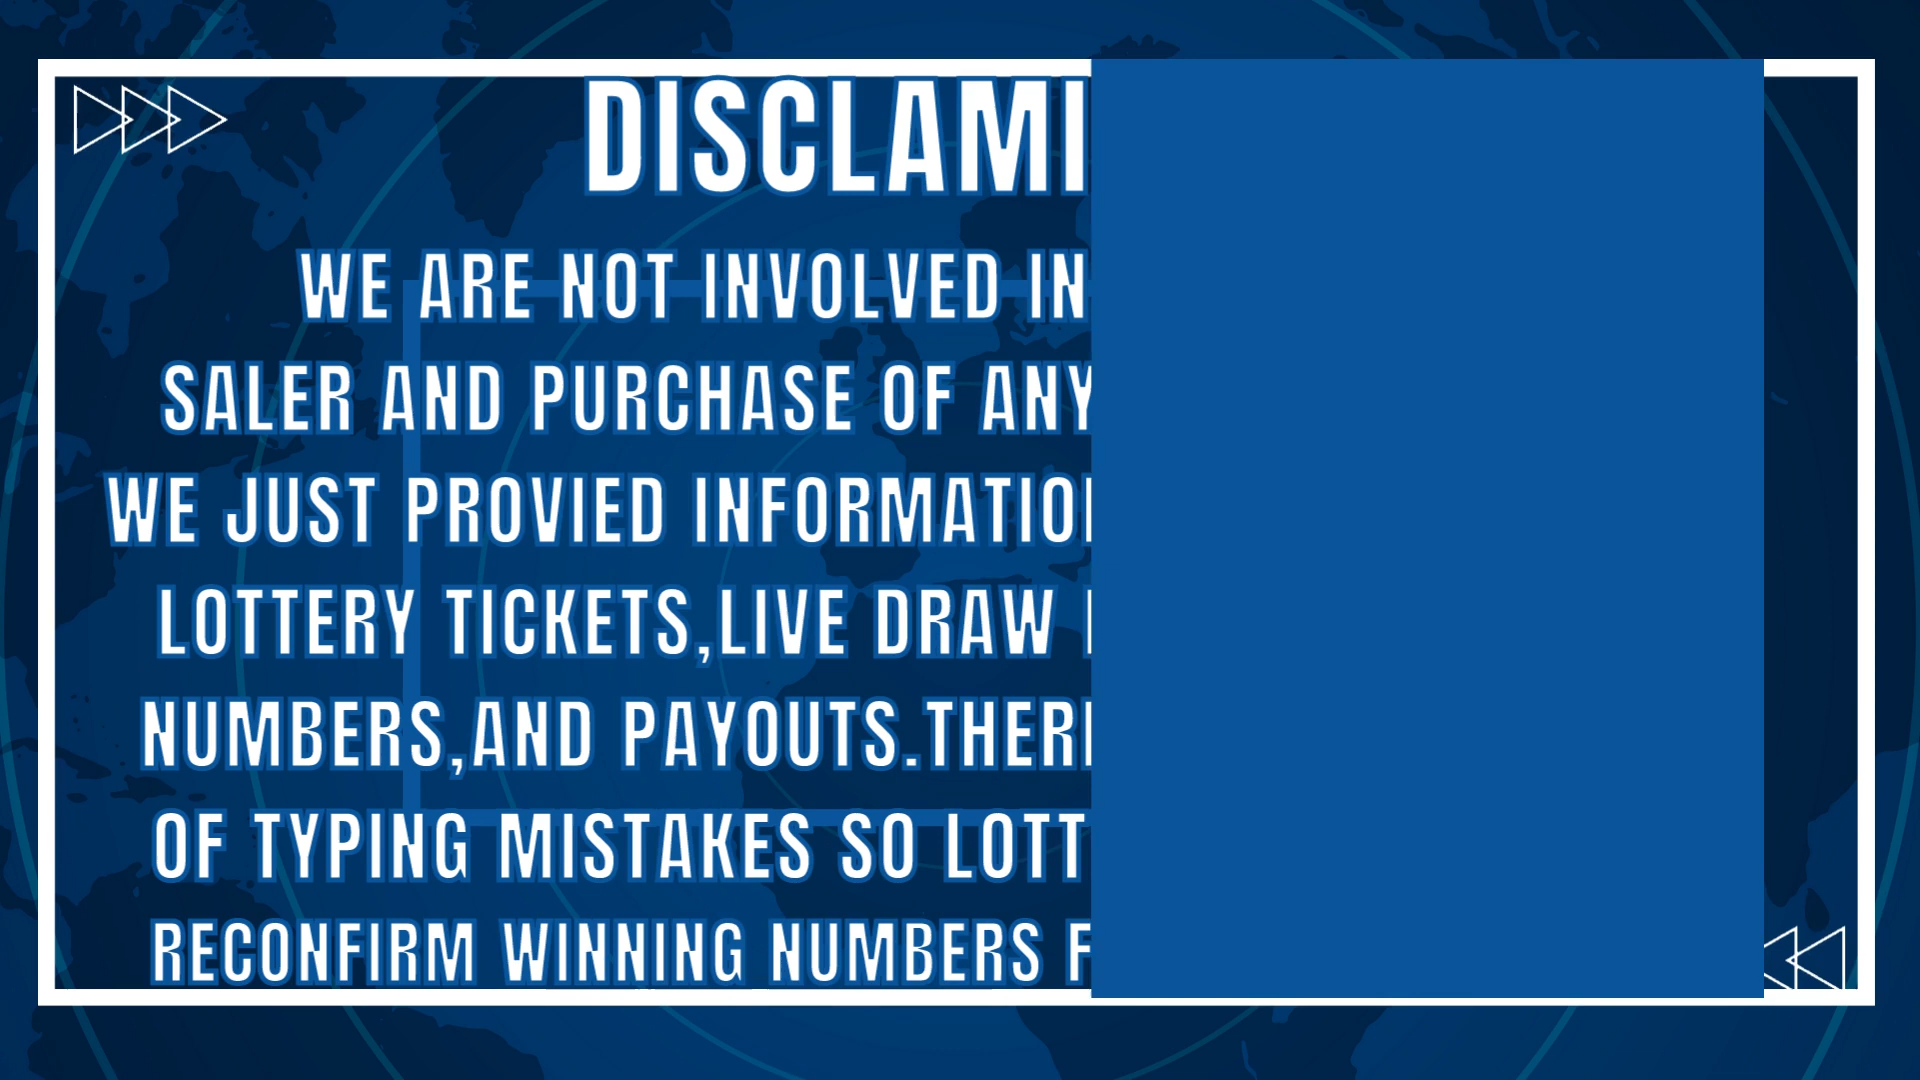 DISCLAMI
WE ARE NOT INVOLVED IN
SALER AND PURCHASE OF ANY
WE JUST PROVIED INFORMATION
LOTTERY TICKETS,LIVE DRAW
NUMBERS,AND PAYOUTS.THER
OF TYPING MISTAKES SO LOTT
RECONFIRM WINNING NUMBERS F